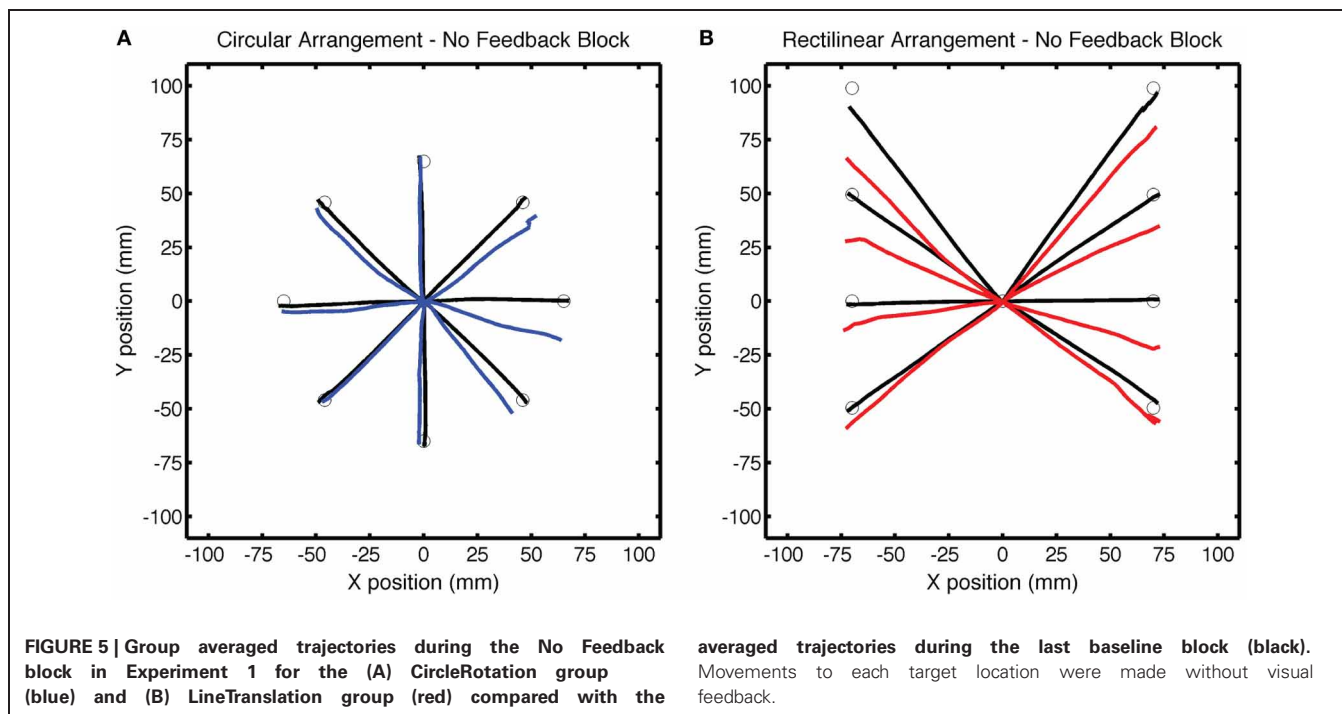 A Circular Arrangement - No Feedback Block
100
75
50
25
0
-25
-50
-75
-100
Y position (mm)
-100 -75 -50 -25 0 25 50 75 100
X position (mm)
B Rectilinear Arrangement - No Feedback Block
100
75
50
25
0
-25
-50
-75
-100
Y position (mm)
-100 -75 -50 -25 0 25 50 75 100
X position (mm)
FIGURE 5 | Group averaged trajectories during the No Feedback
block in Experiment 1 for the (A) CircleRotation group
(blue) and (B) LineTranslation group (red) compared with the
averaged trajectories during the last baseline block (black).
Movements to each target location were made without visual
feedback.